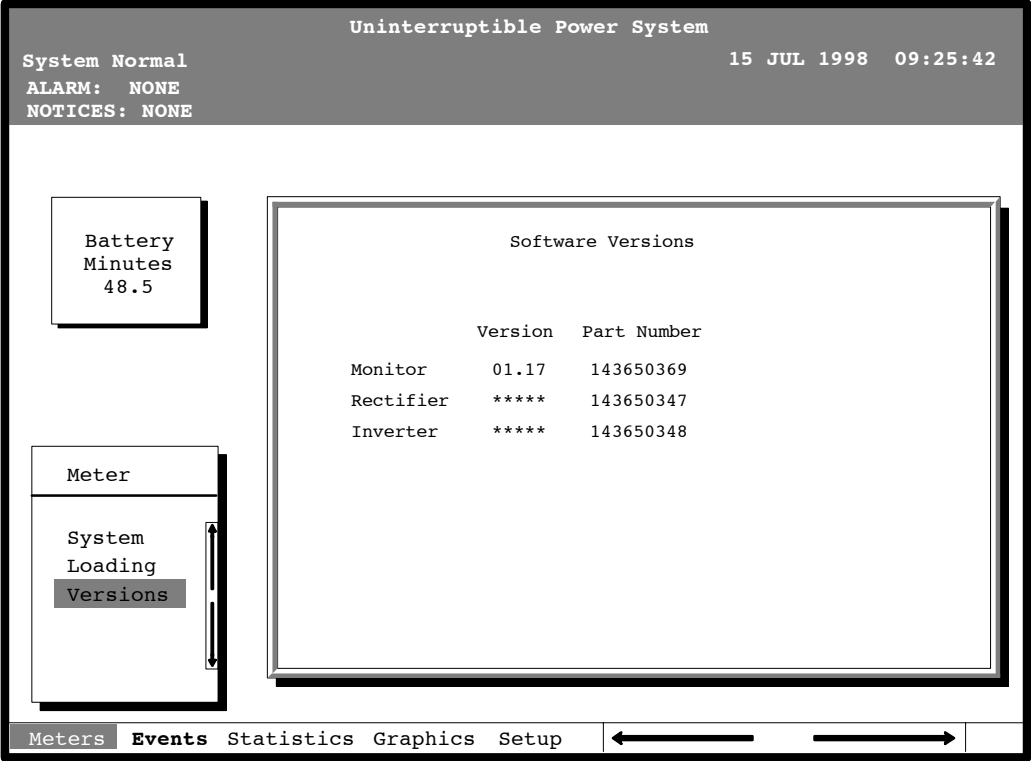 Uninterruptible Power System
System Normal 15 JUL 1998 09:25:42
ALARM: NONE
NOTICES: NONE
Battery
Minutes
48.5
Software Versions
Version Part Number
Monitor 01.17 143650369
Rectifier ***** 143650347
Inverter ***** 143650348
Meter
System
Loading
Versions
Meters Events Statistics Graphics Setup